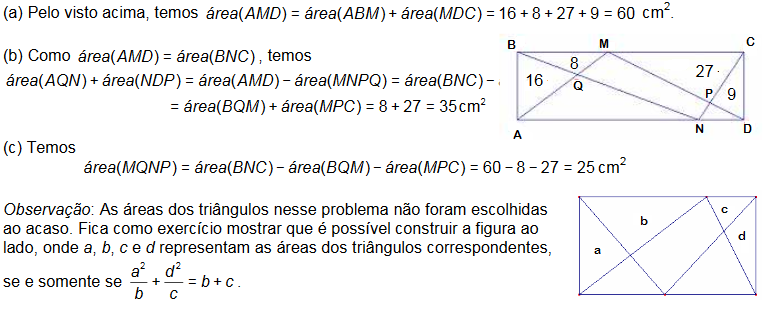 (a) Pelo visto acima, temos área(AMD) = área(ABM) + área(MDC) = 16 + 8 + 27 + 9 = 60 cm².
(b) Como área(AMD) = área(BNC), temos
área(AQN) + área(NDP) = área(AMD) − área(MNPQ) = área(BNC) −
= área(BQM) + área(MPC) = 8 + 27 = 35 cm²
B M C
8 27
16 Q P 9
A N D
(c) Temos
área(MQNP) = área(BNC) − área(BQM) − área(MPC) = 60 − 8 − 27 = 25 cm²
Observação: As áreas dos triângulos nesse problema não foram escolhidas
ao acaso. Fica como exercício mostrar que é possível construir a figura ao
lado, onde a, b, c e d representam as áreas dos triângulos correspondentes,
se e somente se a²/b + d²/c = b + c.
c
b
d
a